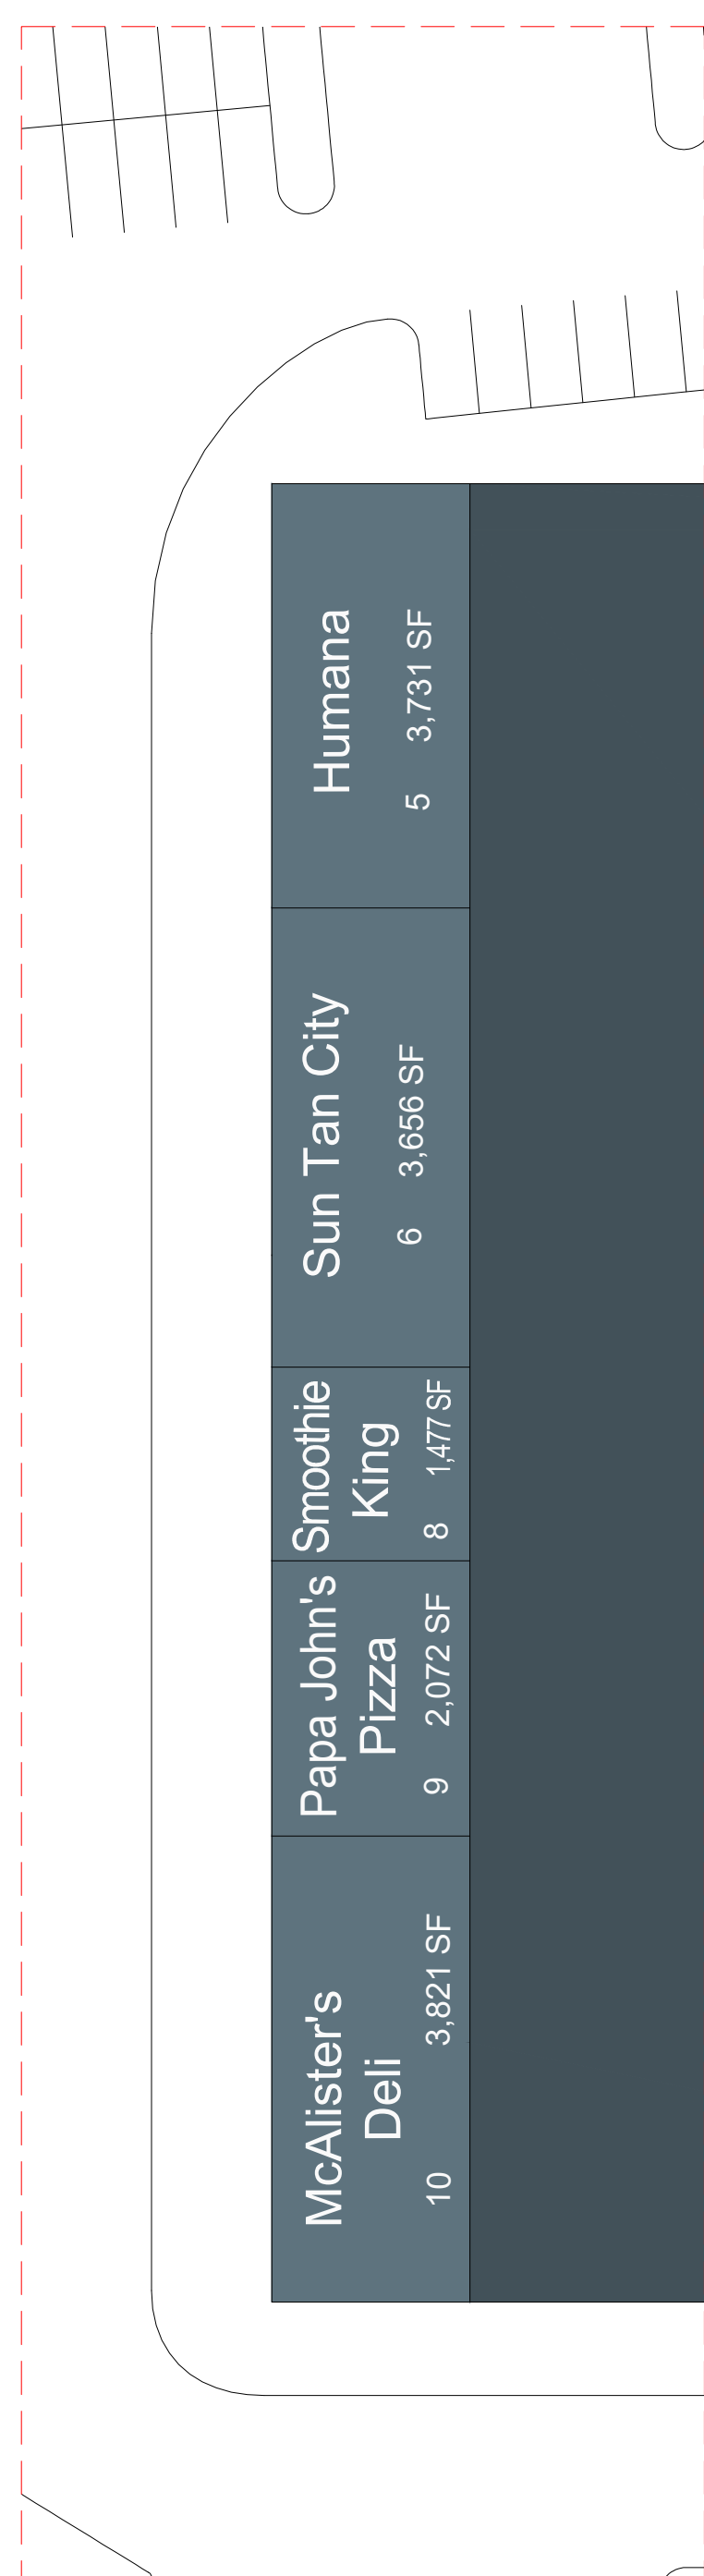 Humana
5 3,731 SF
Sun Tan City
6 3,656 SF
Smoothie
King
8 1,477 SF
Papa John's
Pizza
9 2,072 SF
McAlister's
Deli
10 3,821 SF